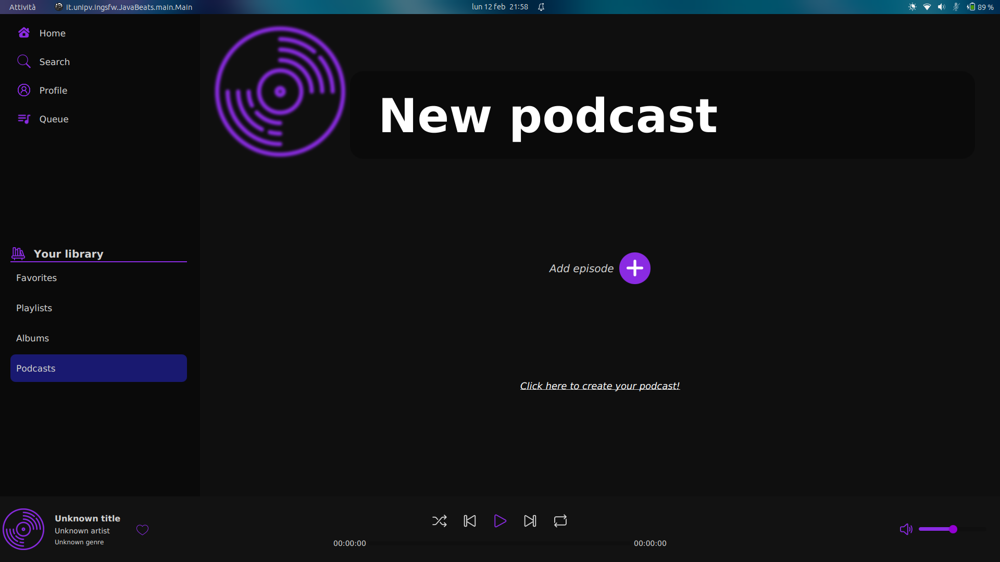 Attività
it.unipv.ingsfw.JavaBeats.main.Main
lun 12 feb 21:58
89 %
Home
Search
Profile
Queue
Your library
Favorites
Playlists
Albums
Podcasts
New podcast
Add episode
Click here to create your podcast!
Unknown title
Unknown artist
Unknown genre
00:00:00
00:00:00